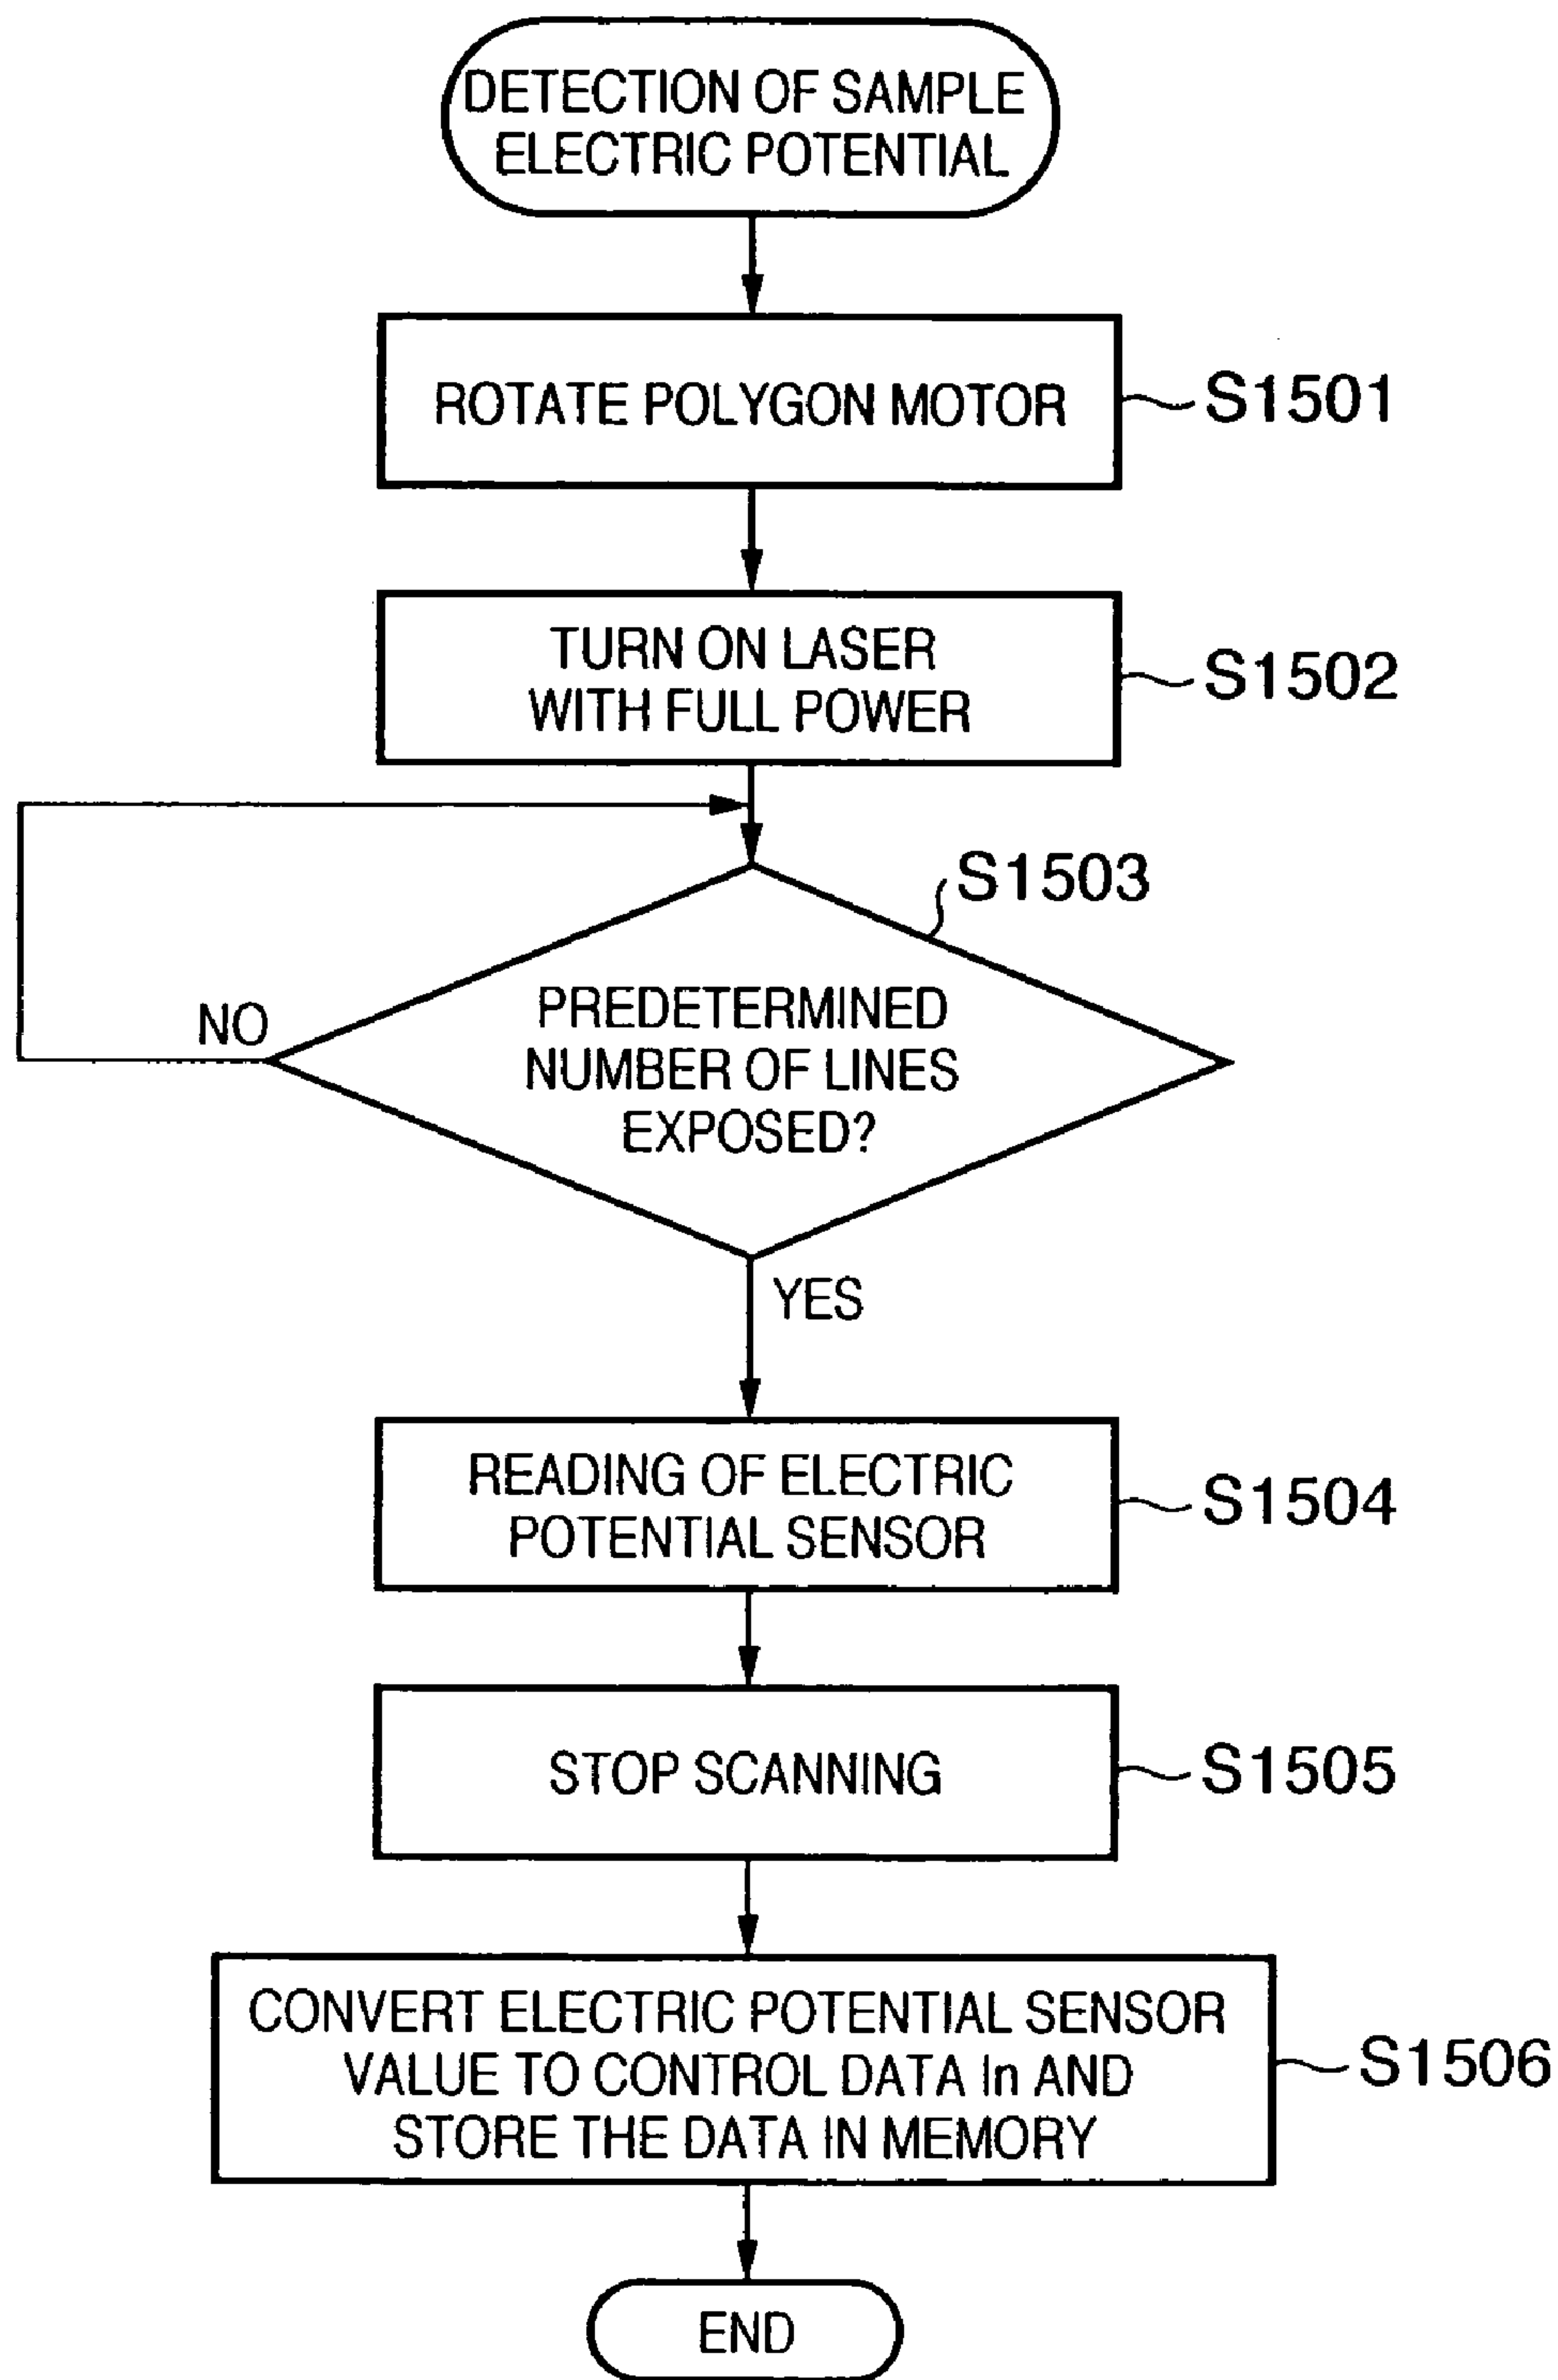 DETECTION OF SAMPLE
ELECTRIC POTENTIAL
ROTATE POLYGON MOTOR
S1501
TURN ON LASER
WITH FULL POWER
S1502
S1503
PREDETERMINED
NUMBER OF LINES
EXPOSED?
NO
YES
READING OF ELECTRIC
POTENTIAL SENSOR
S1504
STOP SCANNING
S1505
CONVERT ELECTRIC POTENTIAL SENSOR
VALUE TO CONTROL DATA In AND
STORE THE DATA IN MEMORY
S1506
END